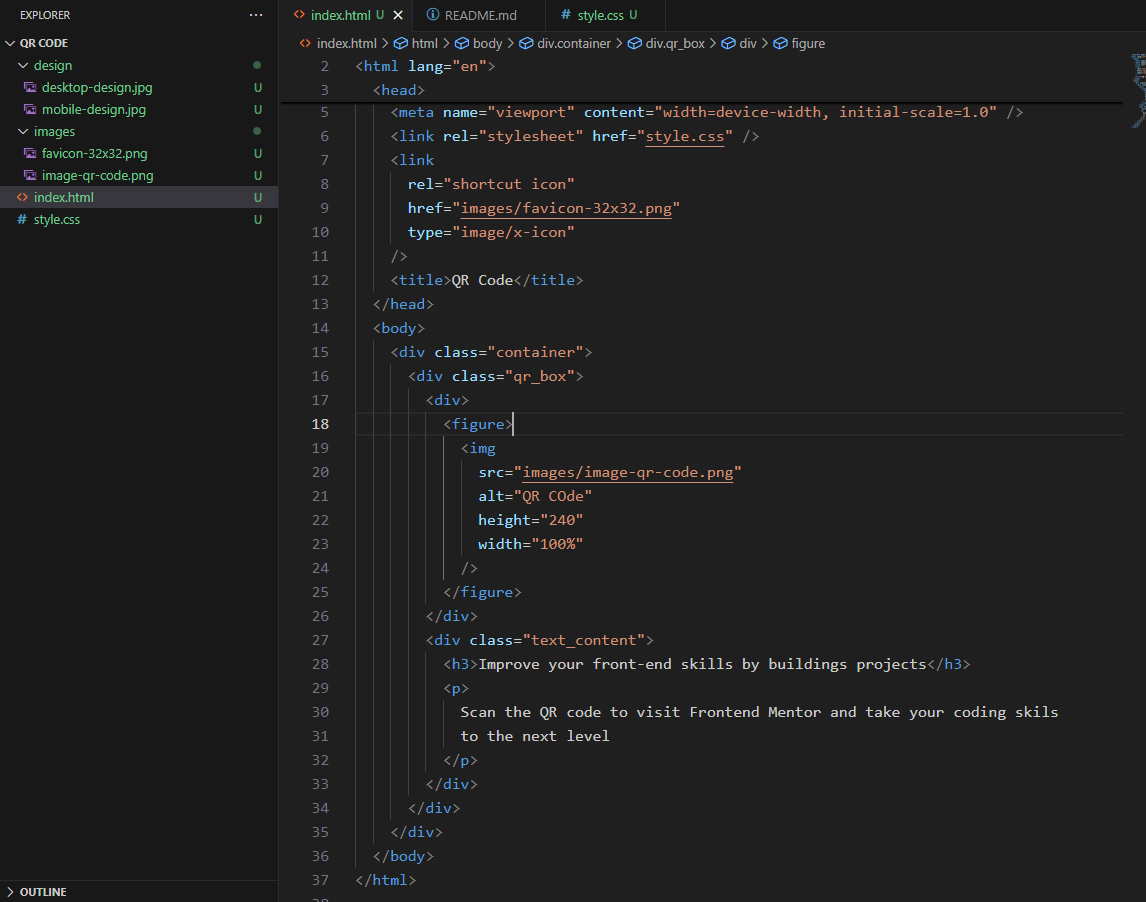 EXPLORER
QR CODE
design
desktop-design.jpg U
mobile-design.jpg U
images
favicon-32x32.png U
image-qr-code.png U
index.html U
style.css U
OUTLINE
index.html U README.md style.css U
index.html > html > body > div.container > div.qr_box > div > figure
2 <html lang="en">
3 <head>
5 <meta name="viewport" content="width=device-width, initial-scale=1.0" />
6 <link rel="stylesheet" href="style.css" />
7 <link
8 rel="shortcut icon"
9 href="images/favicon-32x32.png"
10 type="image/x-icon"
11 />
12 <title>QR Code</title>
13 </head>
14 <body>
15 <div class="container">
16 <div class="qr_box">
17 <div>
18 <figure>
19 <img
20 src="images/image-qr-code.png"
21 alt="QR COde"
22 height="240"
23 width="100%"
24 />
25 </figure>
26 </div>
27 <div class="text_content">
28 <h3>Improve your front-end skills by buildings projects</h3>
29 <p>
30 Scan the QR code to visit Frontend Mentor and take your coding skils
31 to the next level
32 </p>
33 </div>
34 </div>
35 </div>
36 </body>
37 </html>